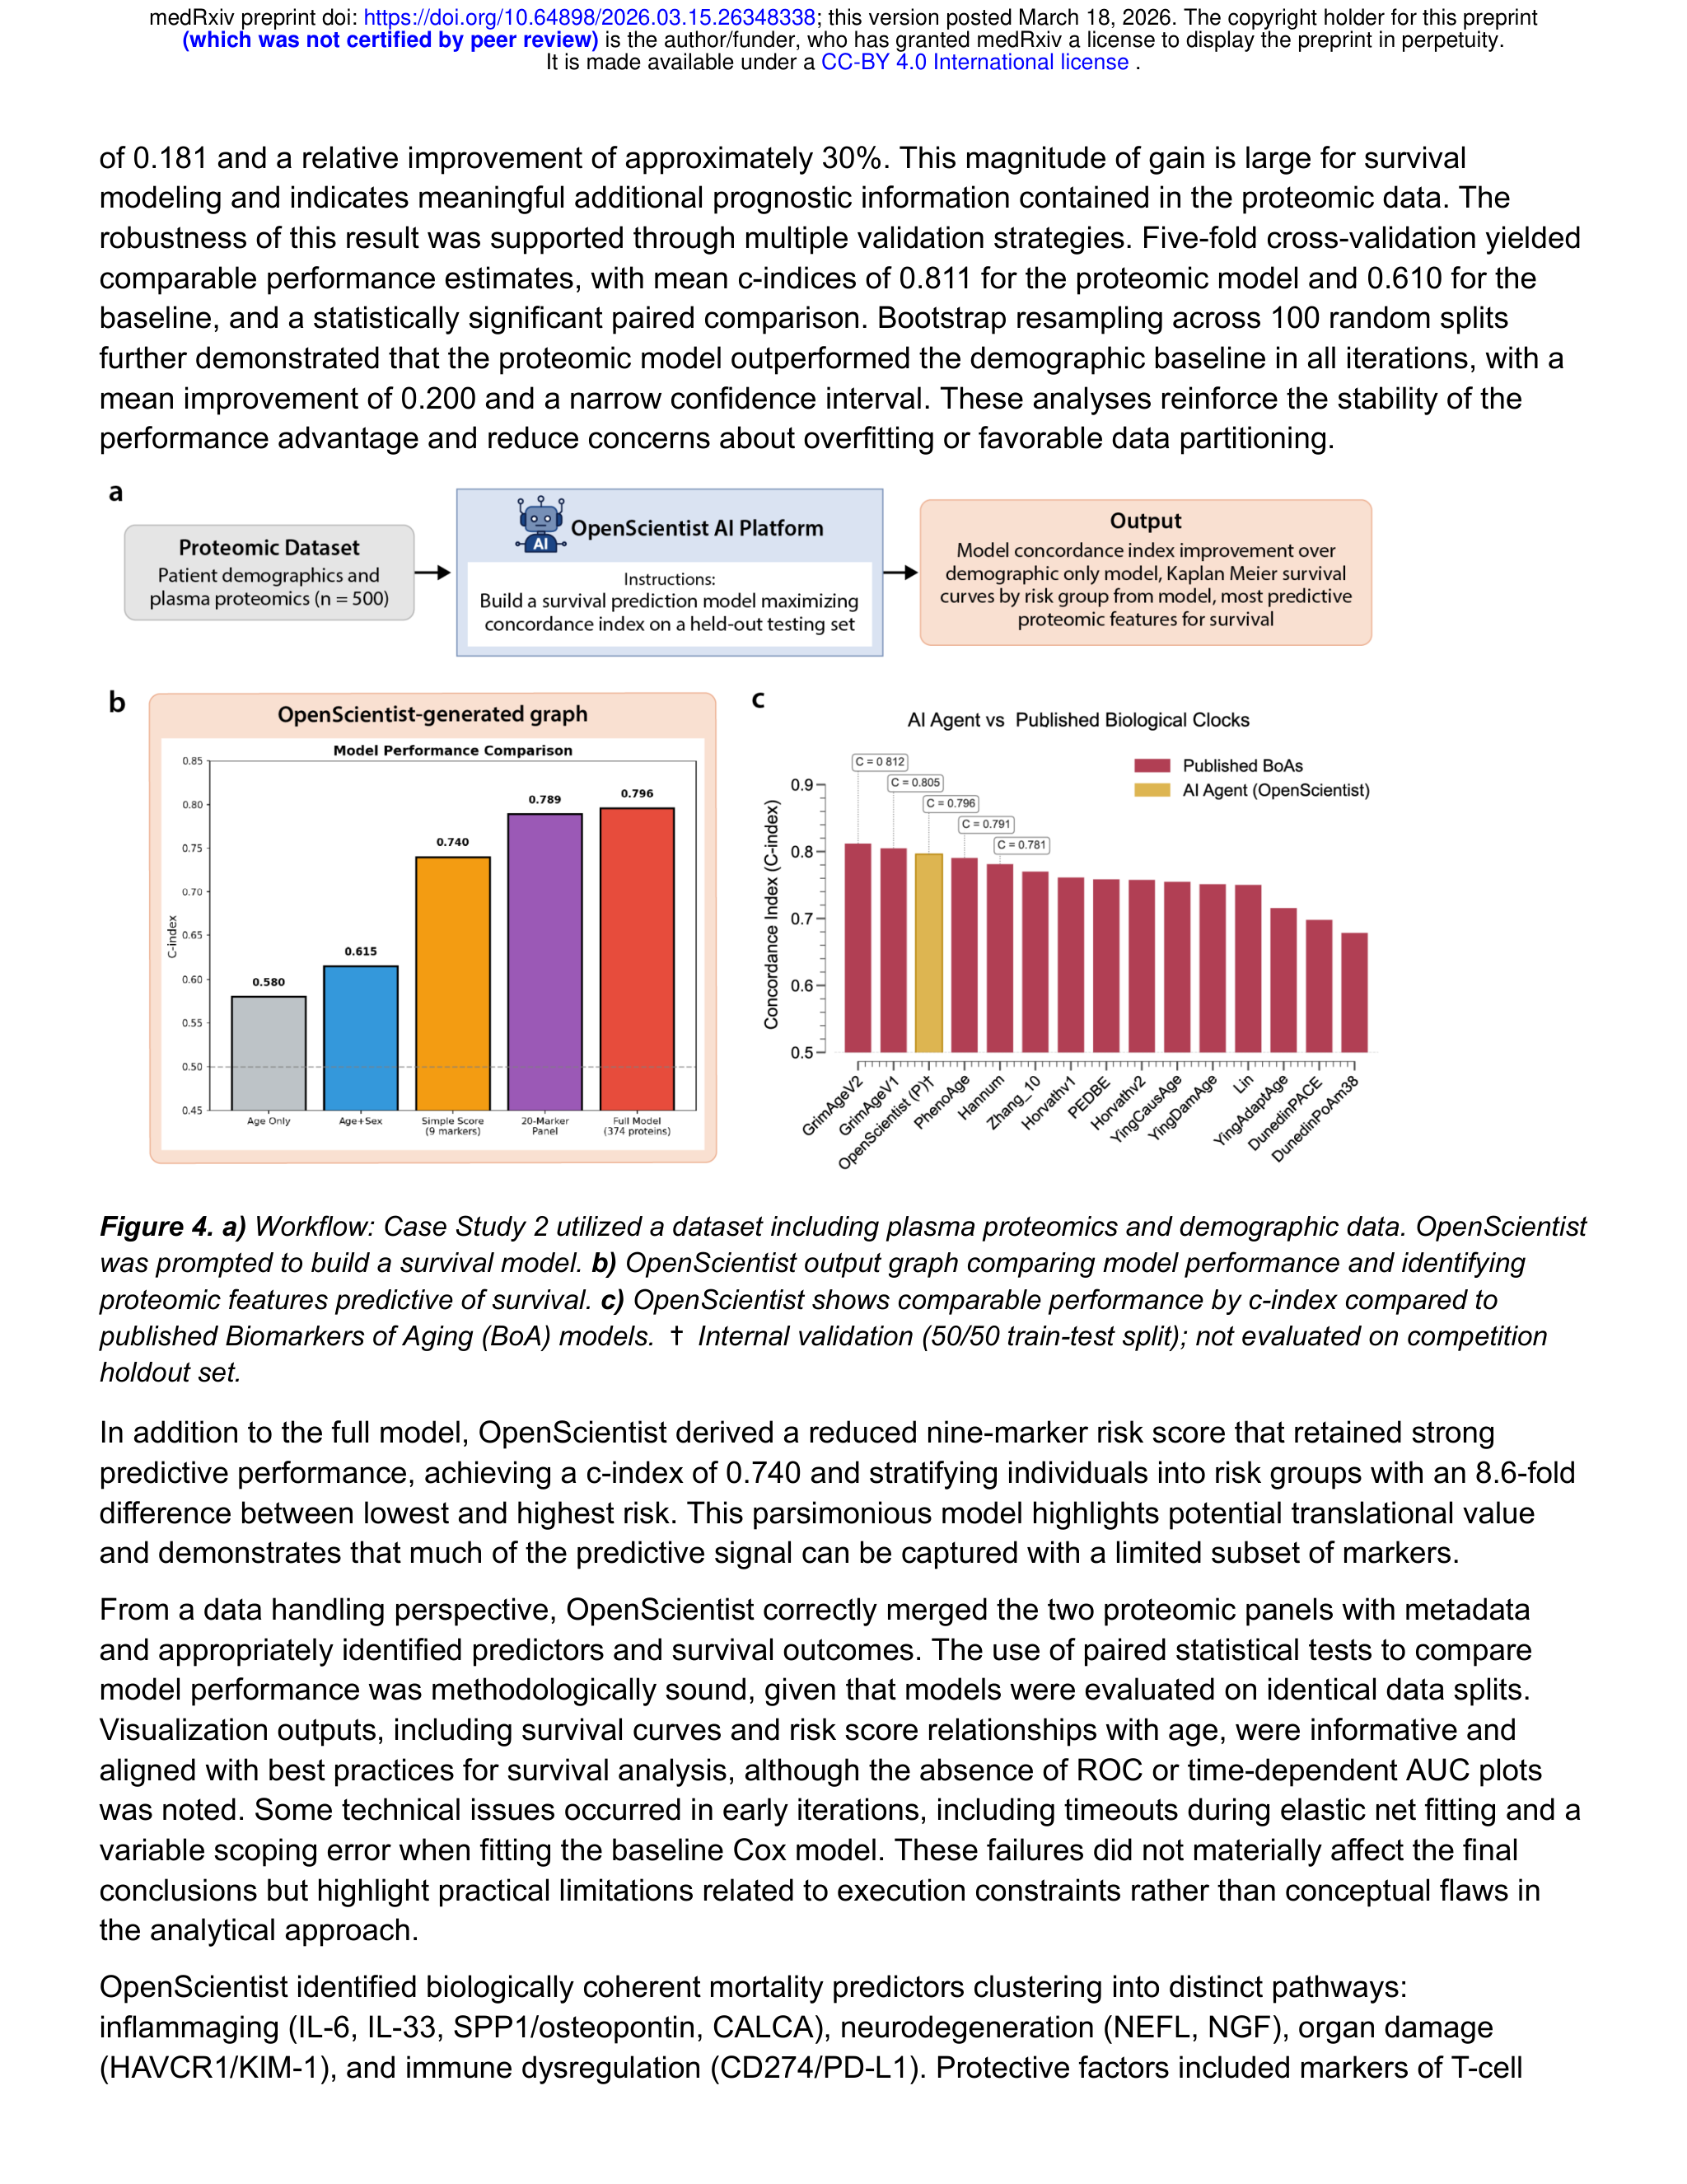 medRxiv preprint doi: https://doi.org/10.64898/2026.03.15.26348338; this version posted March 18, 2026. The copyright holder for this preprint
(which was not certified by peer review) is the author/funder, who has granted medRxiv a license to display the preprint in perpetuity.
It is made available under a CC-BY 4.0 International license .
of 0.181 and a relative improvement of approximately 30%. This magnitude of gain is large for survival
modeling and indicates meaningful additional prognostic information contained in the proteomic data. The
robustness of this result was supported through multiple validation strategies. Five-fold cross-validation yielded
comparable performance estimates, with mean c-indices of 0.811 for the proteomic model and 0.610 for the
baseline, and a statistically significant paired comparison. Bootstrap resampling across 100 random splits
further demonstrated that the proteomic model outperformed the demographic baseline in all iterations, with a
mean improvement of 0.200 and a narrow confidence interval. These analyses reinforce the stability of the
performance advantage and reduce concerns about overfitting or favorable data partitioning.
a
Proteomic Dataset
Patient demographics and
plasma proteomics (n = 500)
AI
OpenScientist AI Platform
Instructions:
Build a survival prediction model maximizing
concordance index on a held-out testing set
Output
Model concordance index improvement over
demographic only model, Kaplan Meier survival
curves by risk group from model, most predictive
proteomic features for survival
b
OpenScientist-generated graph
Model Performance Comparison
C-index
0.85
0.80
0.75
0.70
0.65
0.60
0.55
0.50
0.45
0.580
0.615
0.740
0.789
0.796
Age Only
Age+Sex
Simple Score
(9 markers)
20-Marker
Panel
Full Model
(374 proteins)
c
AI Agent vs Published Biological Clocks
Published BoAs
AI Agent (OpenScientist)
Concordance Index (C-index)
0.9
0.8
0.7
0.6
0.5
C = 0 812
C = 0.805
C = 0.796
C = 0.791
C = 0.781
GrimAgeV2
GrimAgeV1
OpenScientist (P)†
PhenoAge
Hannum
Zhang_10
Horvathv1
PEDBE
Horvathv2
YingCausAge
YingDamAge
Lin
YingAdaptAge
DunedinPACE
DunedinPoAm38
Figure 4. a) Workflow: Case Study 2 utilized a dataset including plasma proteomics and demographic data. OpenScientist
was prompted to build a survival model. b) OpenScientist output graph comparing model performance and identifying
proteomic features predictive of survival. c) OpenScientist shows comparable performance by c-index compared to
published Biomarkers of Aging (BoA) models. † Internal validation (50/50 train-test split); not evaluated on competition
holdout set.
In addition to the full model, OpenScientist derived a reduced nine-marker risk score that retained strong
predictive performance, achieving a c-index of 0.740 and stratifying individuals into risk groups with an 8.6-fold
difference between lowest and highest risk. This parsimonious model highlights potential translational value
and demonstrates that much of the predictive signal can be captured with a limited subset of markers.
From a data handling perspective, OpenScientist correctly merged the two proteomic panels with metadata
and appropriately identified predictors and survival outcomes. The use of paired statistical tests to compare
model performance was methodologically sound, given that models were evaluated on identical data splits.
Visualization outputs, including survival curves and risk score relationships with age, were informative and
aligned with best practices for survival analysis, although the absence of ROC or time-dependent AUC plots
was noted. Some technical issues occurred in early iterations, including timeouts during elastic net fitting and a
variable scoping error when fitting the baseline Cox model. These failures did not materially affect the final
conclusions but highlight practical limitations related to execution constraints rather than conceptual flaws in
the analytical approach.
OpenScientist identified biologically coherent mortality predictors clustering into distinct pathways:
inflammaging (IL-6, IL-33, SPP1/osteopontin, CALCA), neurodegeneration (NEFL, NGF), organ damage
(HAVCR1/KIM-1), and immune dysregulation (CD274/PD-L1). Protective factors included markers of T-cell